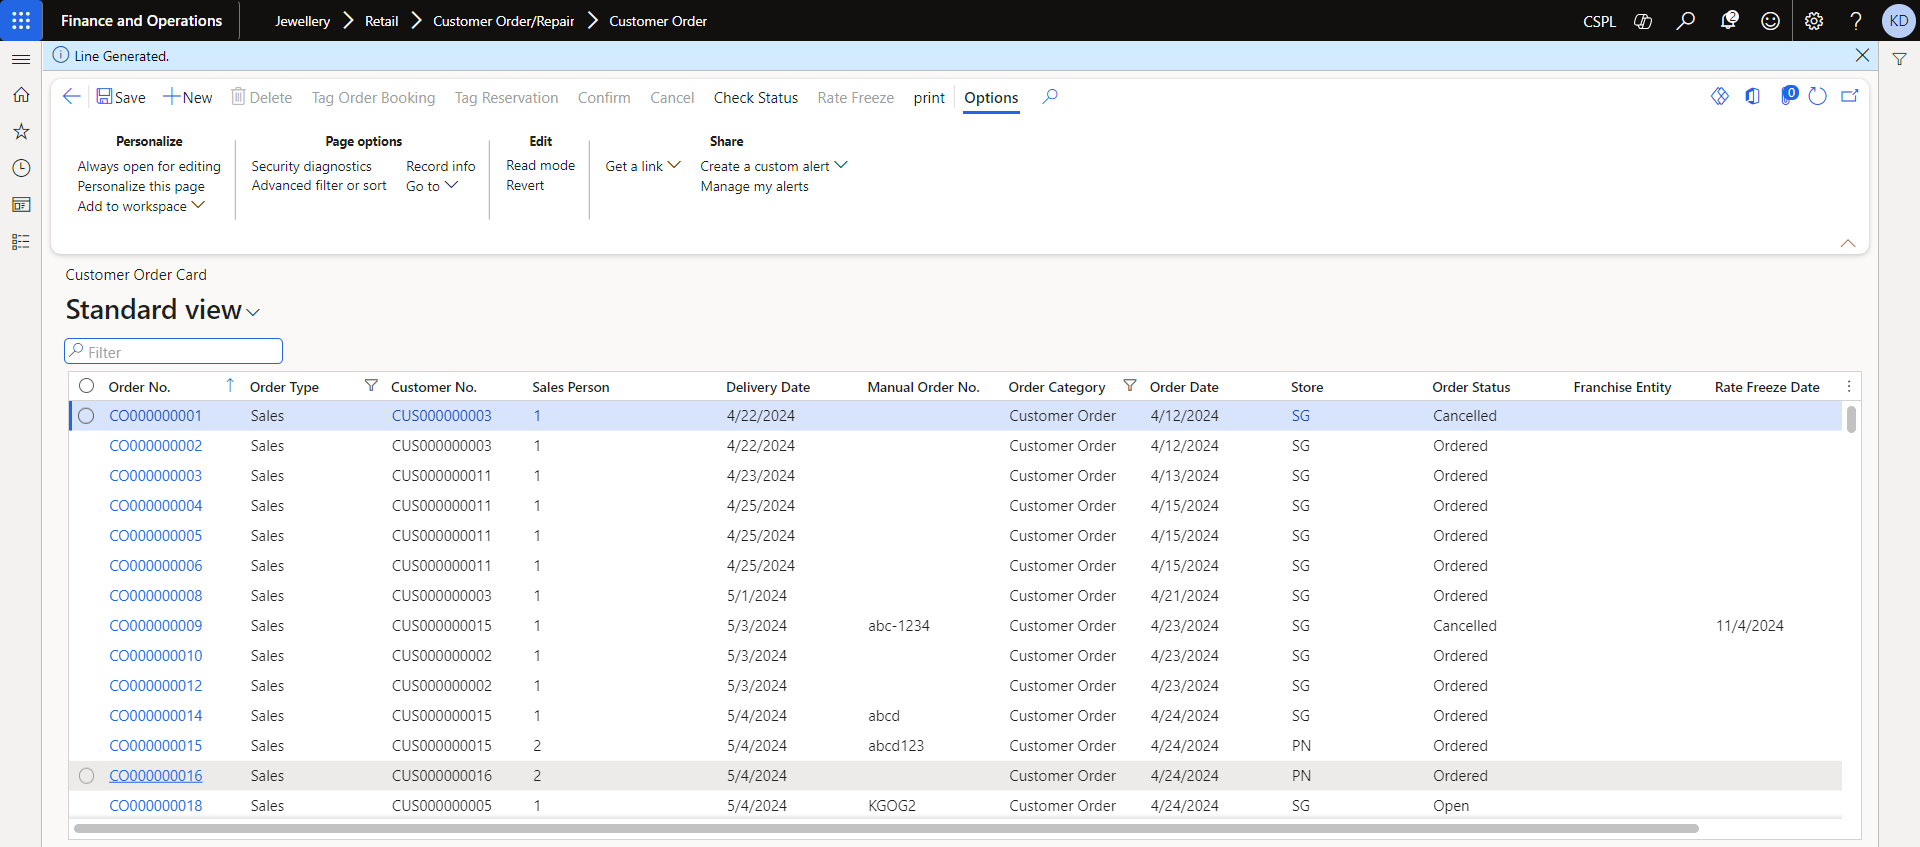 Finance and Operations Jewellery Retail Customer Order/Repair Customer Order CSPL 2 ? KD
Line Generated.
Save New Delete Tag Order Booking Tag Reservation Confirm Cancel Check Status Rate Freeze print Options 0
Personalize Page options Edit Share
Always open for editing Security diagnostics Record info Read mode Get a link Create a custom alert
Personalize this page Advanced filter or sort Go to Revert Manage my alerts
Add to workspace
Customer Order Card
Standard view
Filter
Order No. Order Type Customer No. Sales Person Delivery Date Manual Order No. Order Category Order Date Store Order Status Franchise Entity Rate Freeze Date
CO000000001 Sales CUS000000003 1 4/22/2024 Customer Order 4/12/2024 SG Cancelled
CO000000002 Sales CUS000000003 1 4/22/2024 Customer Order 4/12/2024 SG Ordered
CO000000003 Sales CUS000000011 1 4/23/2024 Customer Order 4/13/2024 SG Ordered
CO000000004 Sales CUS000000011 1 4/25/2024 Customer Order 4/15/2024 SG Ordered
CO000000005 Sales CUS000000011 1 4/25/2024 Customer Order 4/15/2024 SG Ordered
CO000000006 Sales CUS000000011 1 4/25/2024 Customer Order 4/15/2024 SG Ordered
CO000000008 Sales CUS000000003 1 5/1/2024 Customer Order 4/21/2024 SG Ordered
CO000000009 Sales CUS000000015 1 5/3/2024 abc-1234 Customer Order 4/23/2024 SG Cancelled 11/4/2024
CO000000010 Sales CUS000000002 1 5/3/2024 Customer Order 4/23/2024 SG Ordered
CO000000012 Sales CUS000000002 1 5/3/2024 Customer Order 4/23/2024 SG Ordered
CO000000014 Sales CUS000000015 1 5/4/2024 abcd Customer Order 4/24/2024 SG Ordered
CO000000015 Sales CUS000000015 2 5/4/2024 abcd123 Customer Order 4/24/2024 PN Ordered
CO000000016 Sales CUS000000016 2 5/4/2024 Customer Order 4/24/2024 PN Ordered
CO000000018 Sales CUS000000005 1 5/4/2024 KGOG2 Customer Order 4/24/2024 SG Open